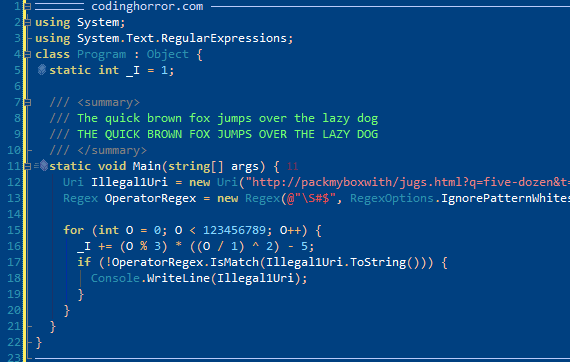 1 codinghorror.com
2 using System;
3 using System.Text.RegularExpressions;
4 class Program : Object {
5 static int _I = 1;
6
7 /// <summary>
8 /// The quick brown fox jumps over the lazy dog
9 /// THE QUICK BROWN FOX JUMPS OVER THE LAZY DOG
10 /// </summary>
11 static void Main(string[] args) { 11
12 Uri Illegal1Uri = new Uri("http://packmyboxwith/jugs.html?q=five-dozen&t=
13 Regex OperatorRegex = new Regex(@"\S#$", RegexOptions.IgnorePatternWhites
14
15 for (int O = 0; O < 123456789; O++) {
16 _I += (O % 3) * ((O / 1) ^ 2) - 5;
17 if (!OperatorRegex.IsMatch(Illegal1Uri.ToString())) {
18 Console.WriteLine(Illegal1Uri);
19 }
20 }
21 }
22 }
23